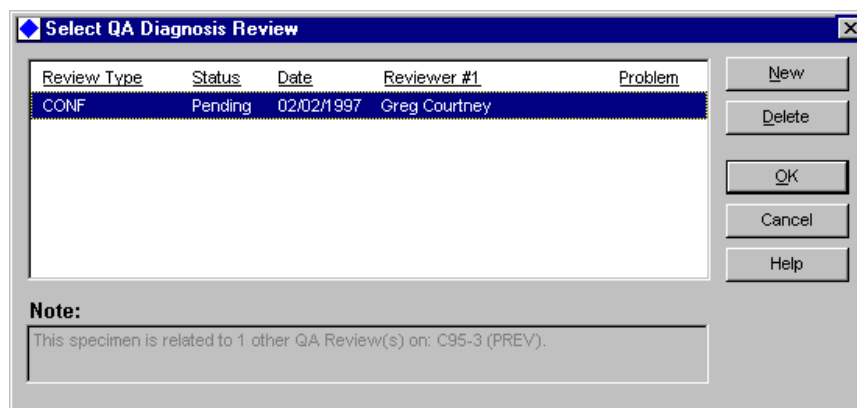 Select QA Diagnosis Review
Review Type Status Date Reviewer #1 Problem
CONF Pending 02/02/1997 Greg Courtney
New
Delete
OK
Cancel
Help
Note:
This specimen is related to 1 other QA Review(s) on: C95-3 (PREV).